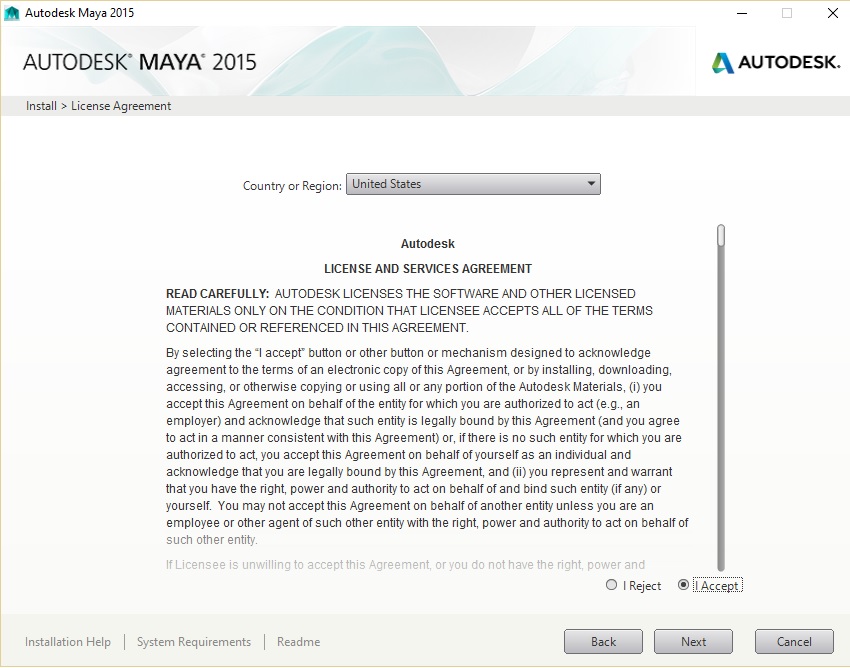 Autodesk Maya 2015
AUTODESK® MAYA® 2015
AUTODESK.
Install > License Agreement
Country or Region: United States
Autodesk
LICENSE AND SERVICES AGREEMENT
READ CAREFULLY: AUTODESK LICENSES THE SOFTWARE AND OTHER LICENSED
MATERIALS ONLY ON THE CONDITION THAT LICENSEE ACCEPTS ALL OF THE TERMS
CONTAINED OR REFERENCED IN THIS AGREEMENT.
By selecting the “I accept” button or other button or mechanism designed to acknowledge
agreement to the terms of an electronic copy of this Agreement, or by installing, downloading,
accessing, or otherwise copying or using all or any portion of the Autodesk Materials, (i) you
accept this Agreement on behalf of the entity for which you are authorized to act (e.g., an
employer) and acknowledge that such entity is legally bound by this Agreement (and you agree
to act in a manner consistent with this Agreement) or, if there is no such entity for which you are
authorized to act, you accept this Agreement on behalf of yourself as an individual and
acknowledge that you are legally bound by this Agreement, and (ii) you represent and warrant
that you have the right, power and authority to act on behalf of and bind such entity (if any) or
yourself. You may not accept this Agreement on behalf of another entity unless you are an
employee or other agent of such other entity with the right, power and authority to act on behalf of
such other entity.
If Licensee is unwilling to accept this Agreement, or you do not have the right, power and
I Reject I Accept
Installation Help System Requirements Readme Back Next Cancel